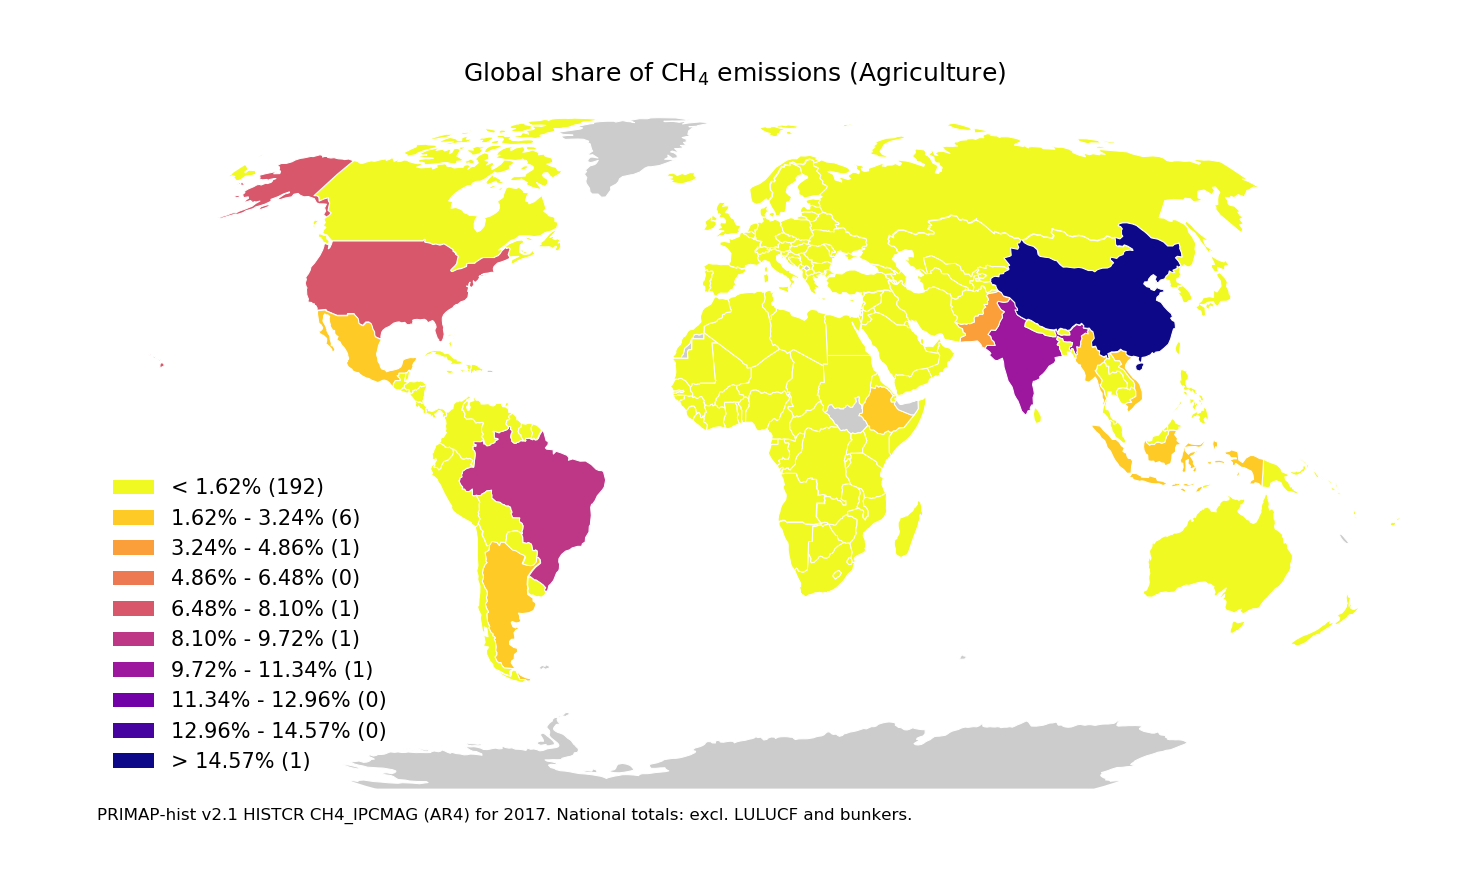 Global share of CH₄ emissions (Agriculture)
< 1.62% (192)
1.62% - 3.24% (6)
3.24% - 4.86% (1)
4.86% - 6.48% (0)
6.48% - 8.10% (1)
8.10% - 9.72% (1)
9.72% - 11.34% (1)
11.34% - 12.96% (0)
12.96% - 14.57% (0)
> 14.57% (1)
PRIMAP-hist v2.1 HISTCR CH4_IPCMAG (AR4) for 2017. National totals: excl. LULUCF and bunkers.